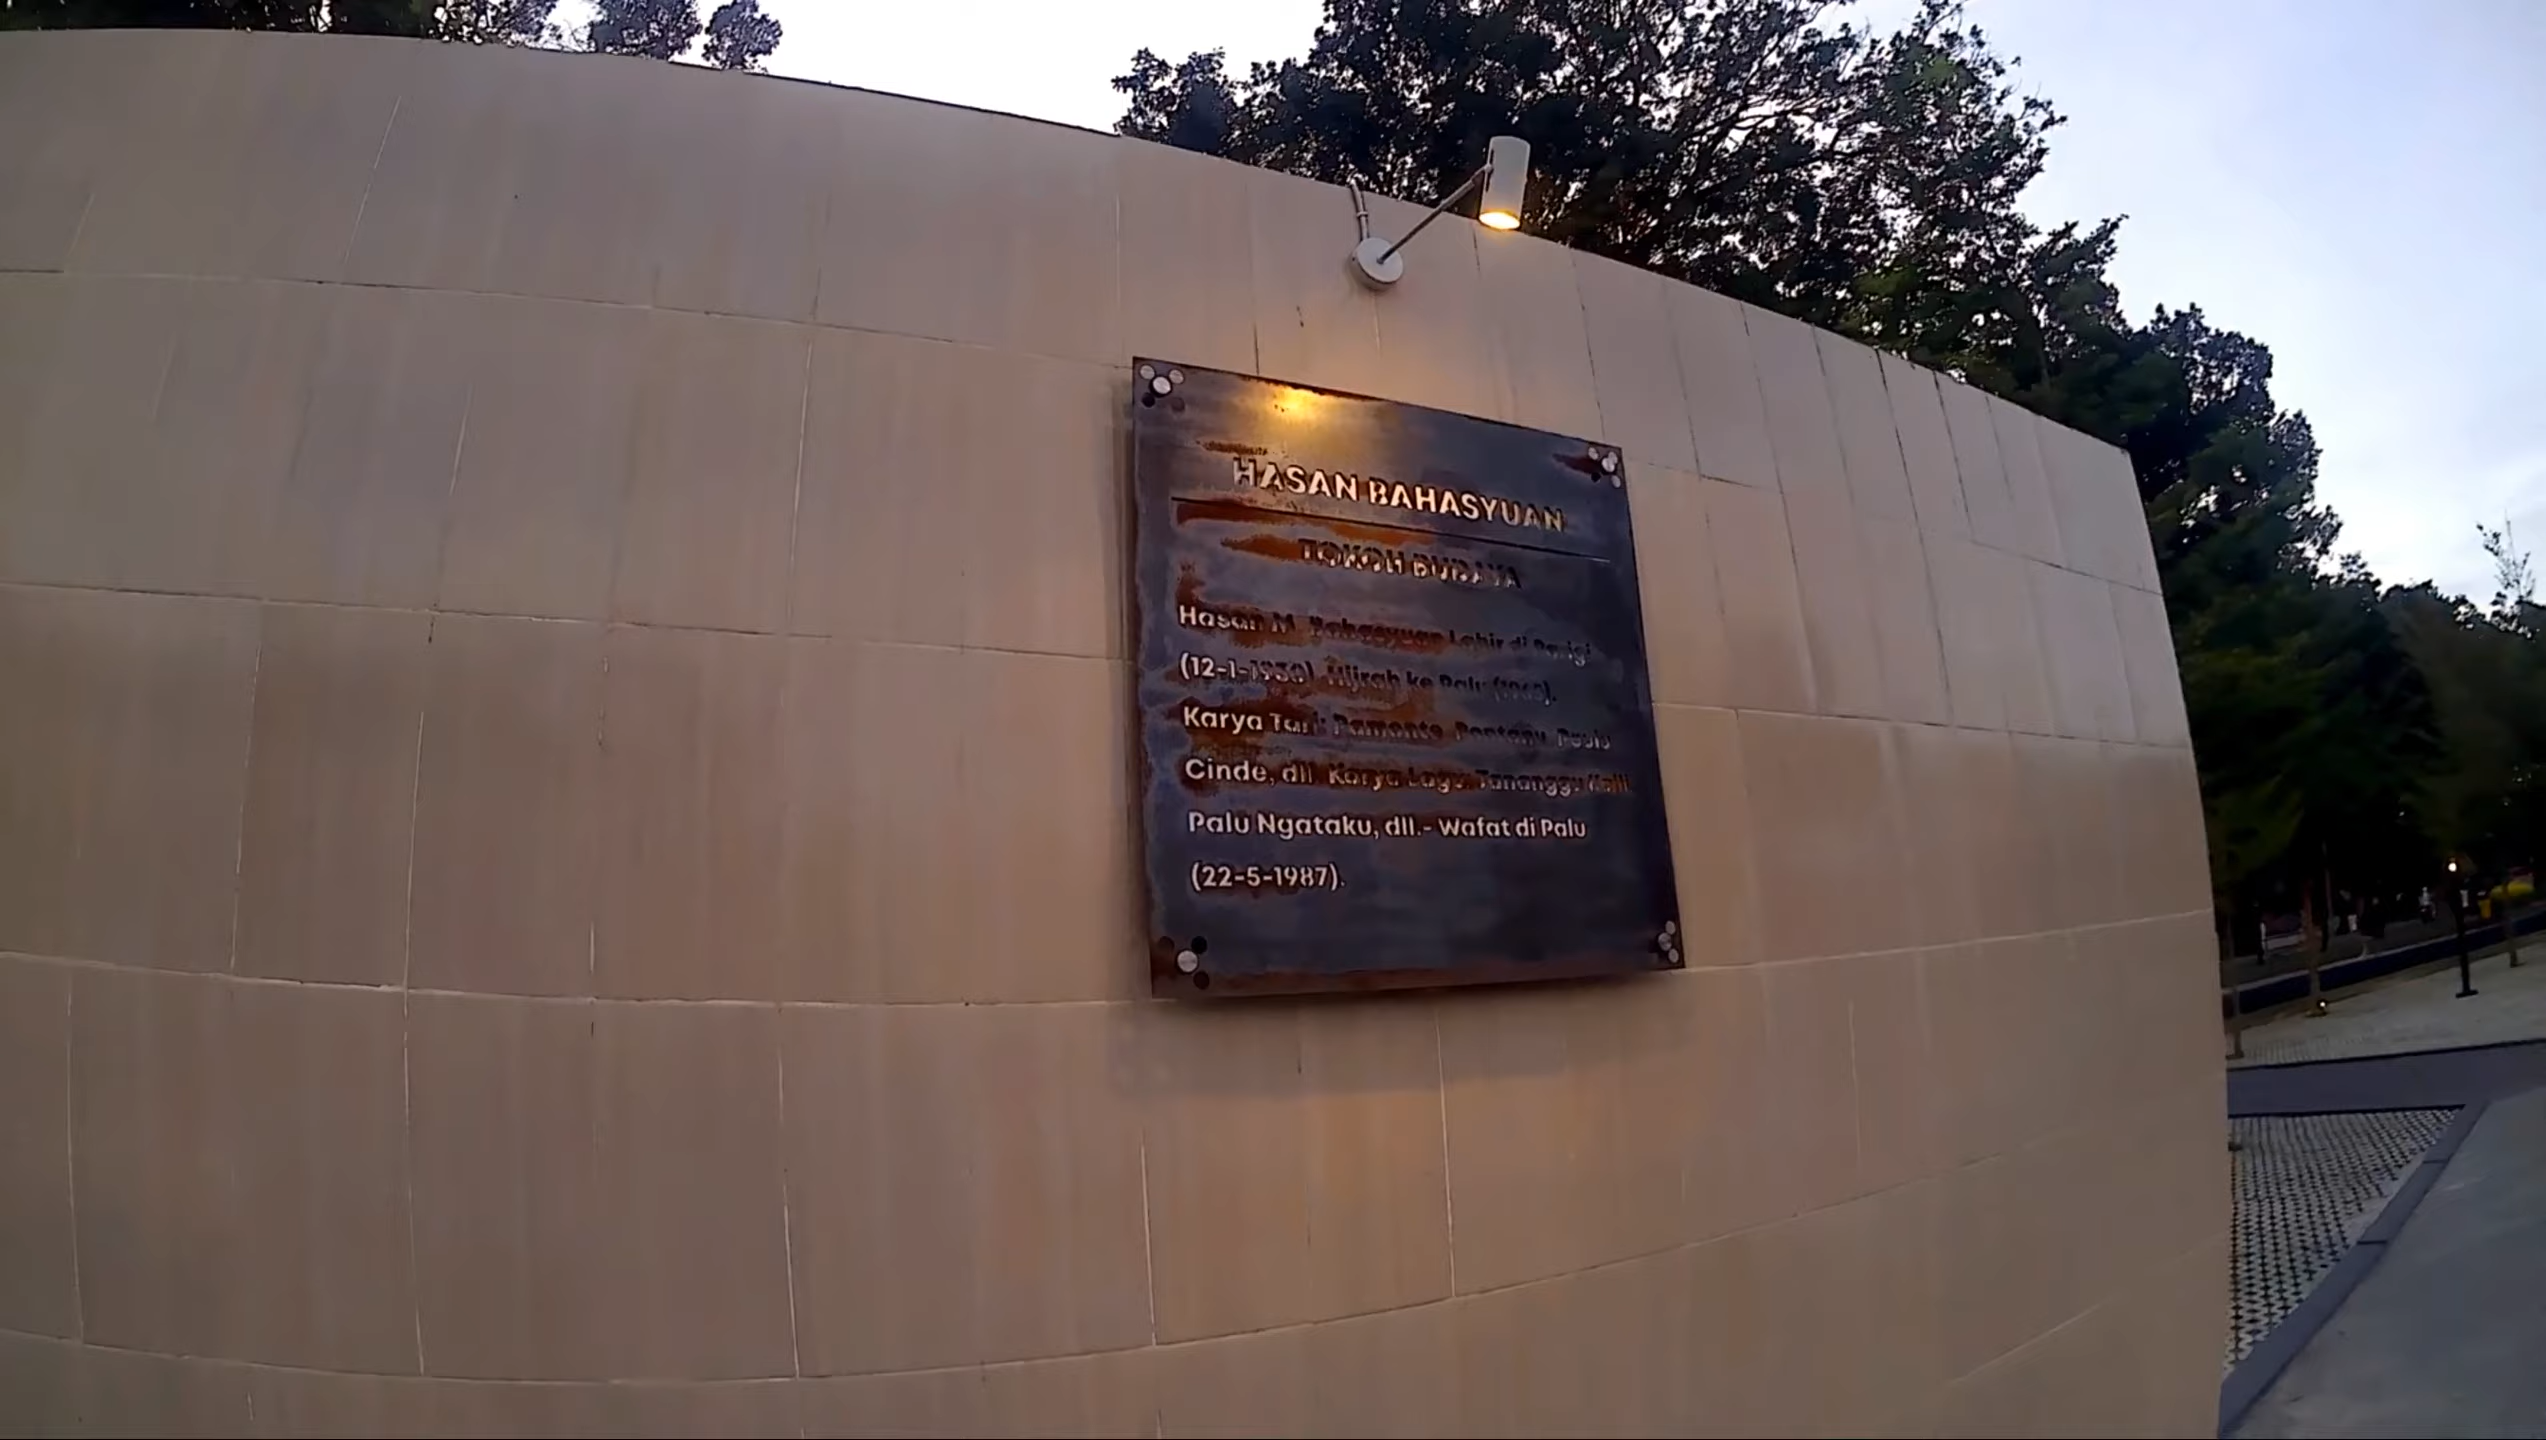 HASAN BAHASYUAN
TOKOH BUDAYA
Hasan M. Bahasyuan Lahir di Parigi
(12-1-1930). Hijrah ke Palu
Karya Tari: Pamonte, Pontanu,
Cinde, dll. Karya Lagu: Tananggu Kaili
Palu Ngataku, dll.- Wafat di Palu
(22-5-1987).